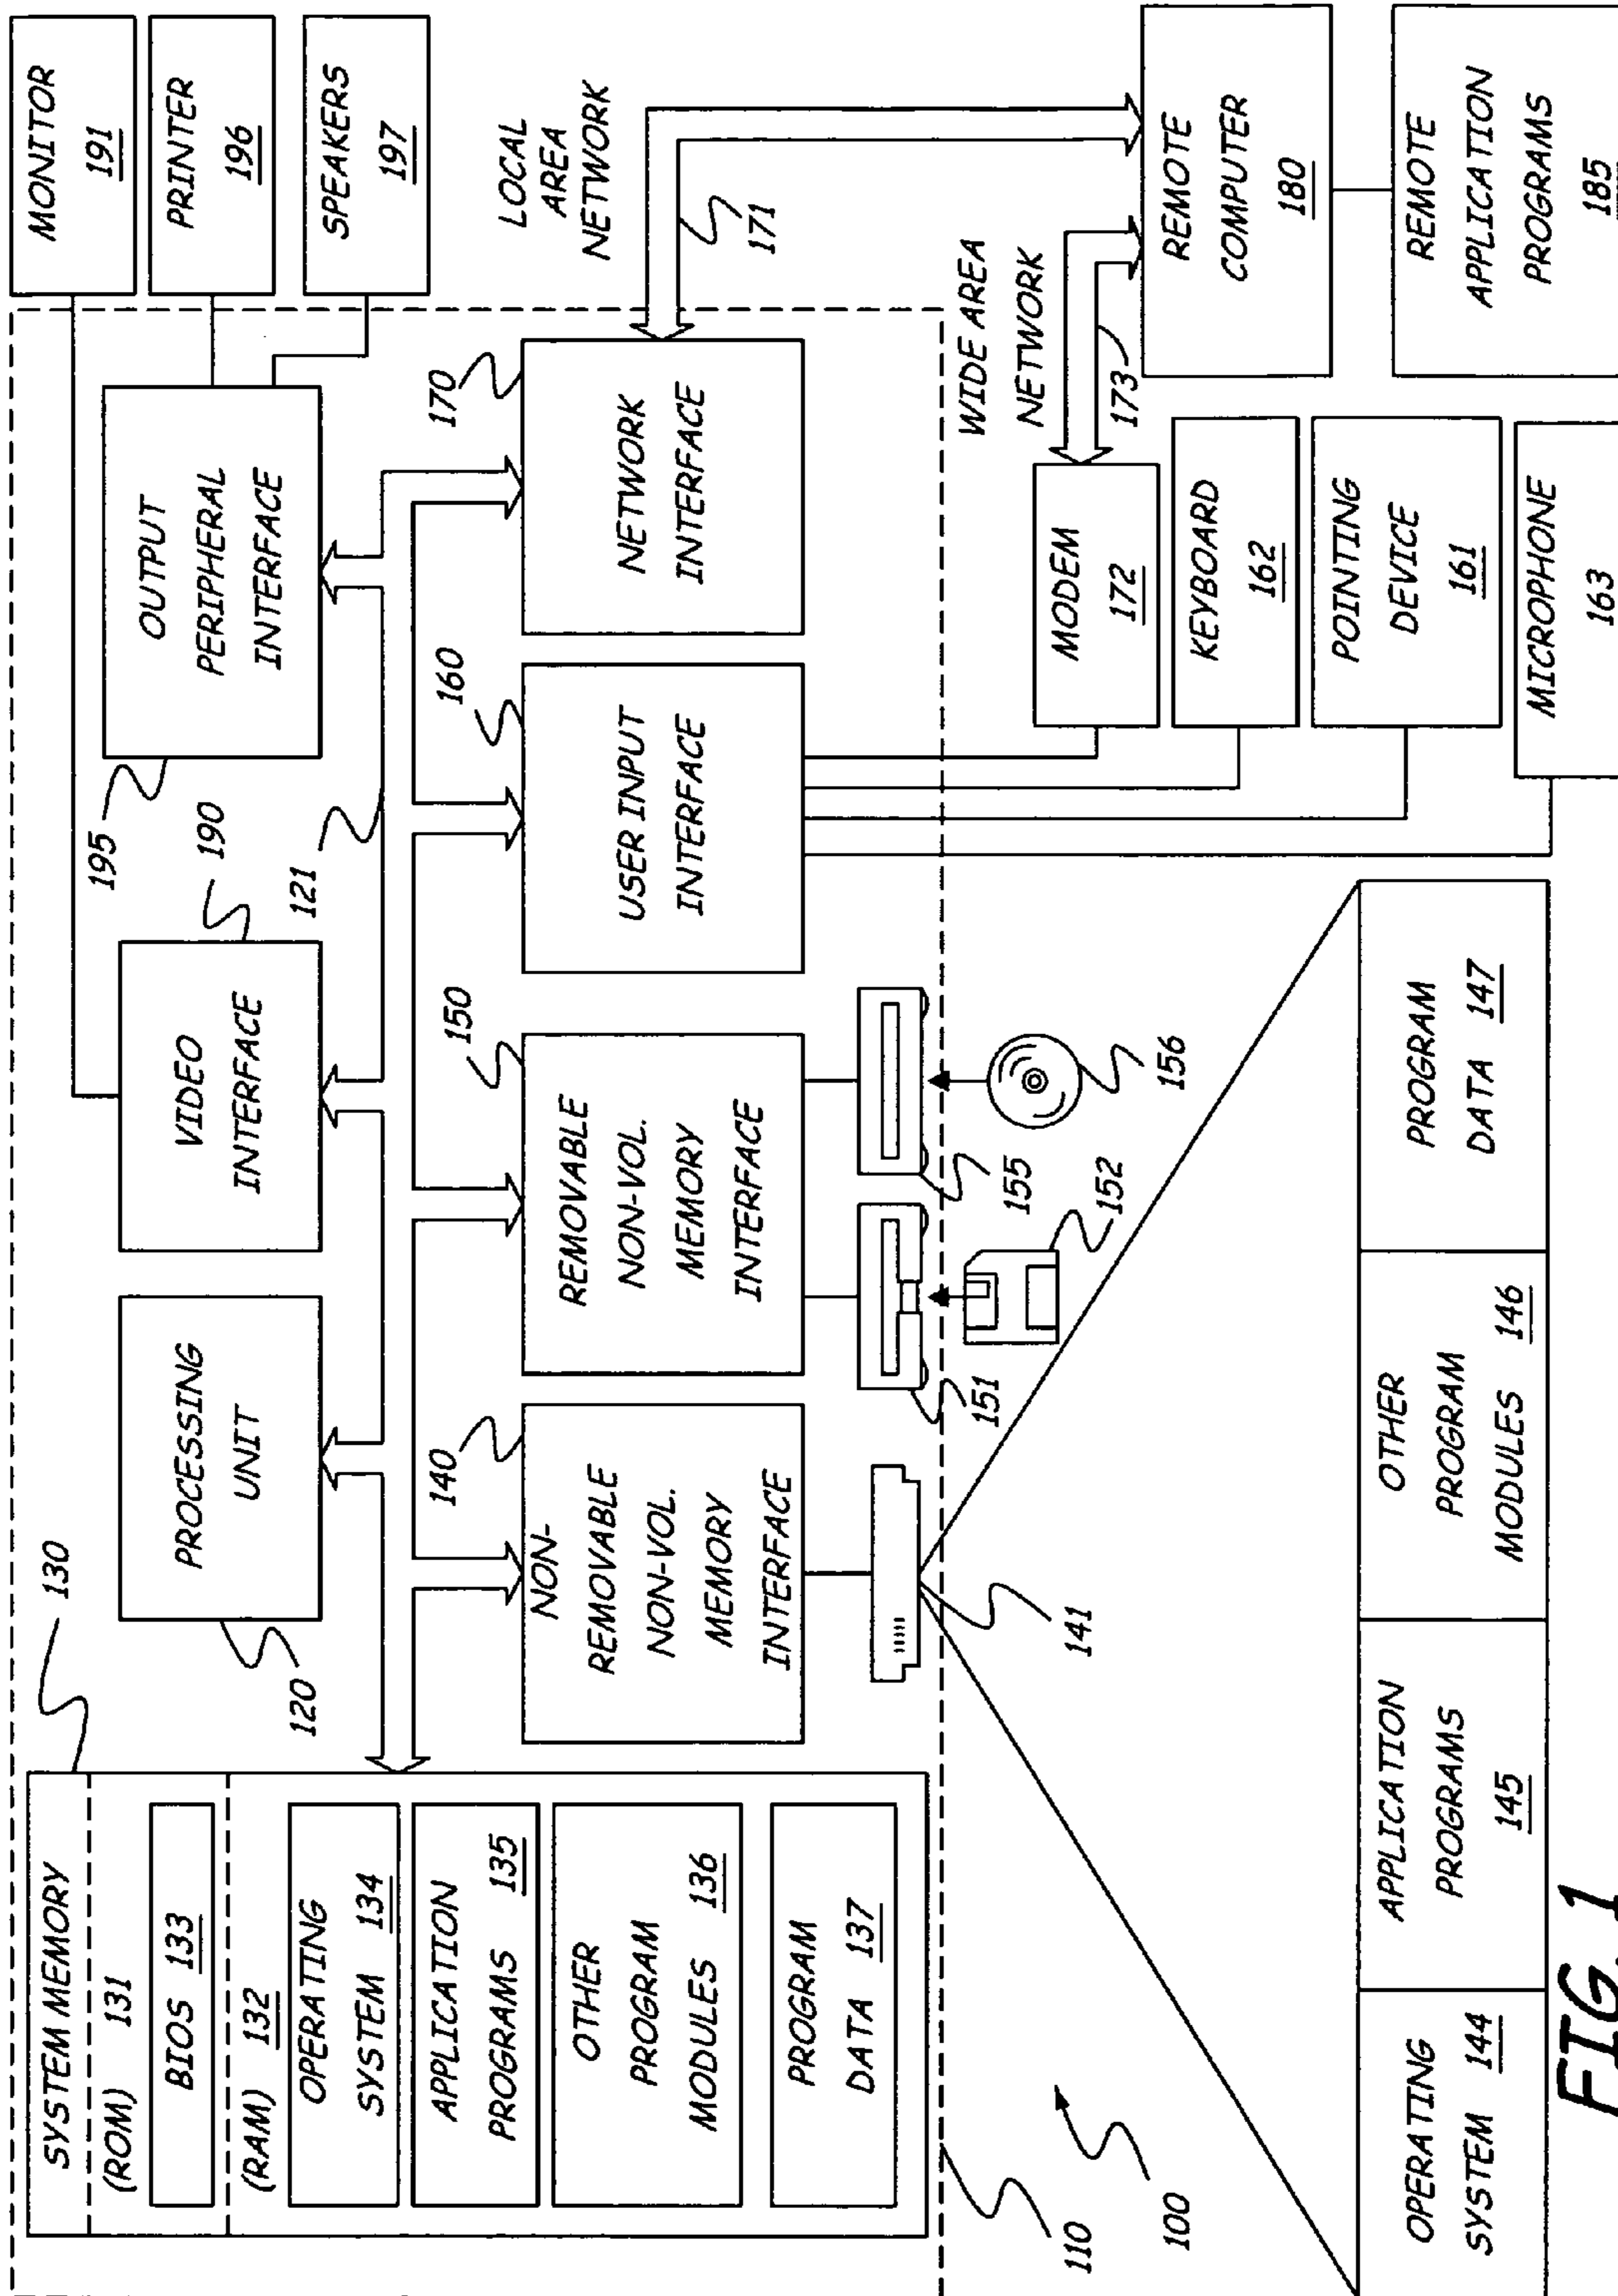 SYSTEM MEMORY
130
(ROM) 131
BIOS 133
(RAM) 132
OPERATING
SYSTEM 134
APPLICATION
PROGRAMS 135
OTHER
PROGRAM
MODULES 136
PROGRAM
DATA 137
PROCESSING
UNIT
120
VIDEO
INTERFACE
190
OUTPUT
PERIPHERAL
INTERFACE
195
121
MONITOR
191
PRINTER
196
SPEAKERS
197
NON-
REMOVABLE
NON-VOL.
MEMORY
INTERFACE
140
REMOVABLE
NON-VOL.
MEMORY
INTERFACE
150
USER INPUT
INTERFACE
160
NETWORK
INTERFACE
170
LOCAL
AREA
NETWORK
171
141
151
152
155
156
WIDE AREA
NETWORK
173
MODEM
172
KEYBOARD
162
POINTING
DEVICE
161
MICROPHONE
163
REMOTE
COMPUTER
180
REMOTE
APPLICATION
PROGRAMS
185
110
100
OPERATING
SYSTEM 144
APPLICATION
PROGRAMS
145
OTHER
PROGRAM
MODULES 146
PROGRAM
DATA 147
FIG. 1